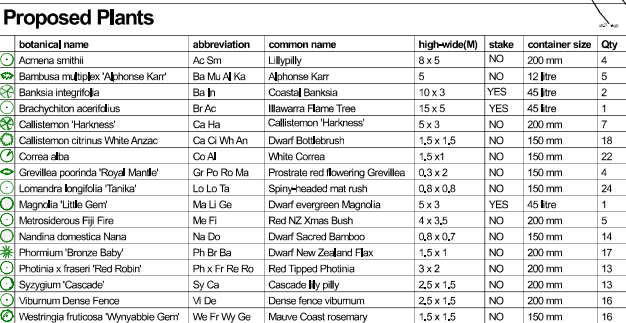 Proposed Plants
botanical name abbreviation common name high-wide(M) stake container size Qty
Acmena smithii Ac Sm Lillypilly 8 x 5 NO 200 mm 4
Bambusa multiplex 'Alphonse Karr' Ba Mu Al Ka Alphonse Karr 5 NO 12 litre 5
Banksia integrifolia Ba In Coastal Banksia 10 x 3 YES 45 litre 2
Brachychiton acerifolius Br Ac Illawarra Flame Tree 15 x 5 YES 45 litre 1
Callistemon 'Harkness' Ca Ha Callistemon 'Harkness' 5 x 3 NO 200 mm 7
Callistemon citrinus White Anzac Ca Ci Wh An Dwarf Bottlebrush 1.5 x 1.5 NO 150 mm 18
Correa alba Co Al White Correa 1.5 x1 NO 150 mm 22
Grevillea poorinda 'Royal Mantle' Gr Po Ro Ma Prostrate red flowering Grevillea 0.3 x 2 NO 150 mm 4
Lomandra longifolia 'Tanika' Lo Lo Ta Spiny-headed mat rush 0.8 x 0.8 NO 150 mm 24
Magnolia 'Little Gem' Ma Li Ge Dwarf evergreen Magnolia 5 x 3 YES 45 litre 1
Metrosiderous Fiji Fire Me Fi Red NZ Xmas Bush 4 x 3.5 NO 200 mm 5
Nandina domestica Nana Na Do Dwarf Sacred Bamboo 0.8 x 0.7 NO 150 mm 14
Phormium 'Bronze Baby' Ph Br Ba Dwarf New Zealand Flax 1.5 x 1 NO 200 mm 17
Photinia x fraseri 'Red Robin' Ph x Fr Re Ro Red Tipped Photinia 3 x 2 NO 200 mm 13
Syzygium 'Cascade' Sy Ca Cascade lily pilly 2.5 x 1.5 NO 200 mm 13
Viburnum Dense Fence Vi De Dense fence viburnum 2.5 x 1.5 NO 200 mm 16
Westringia fruticosa 'Wynyabbie Gem' We Fr Wy Ge Mauve Coast rosemary 1.5 x 1.5 NO 150 mm 16